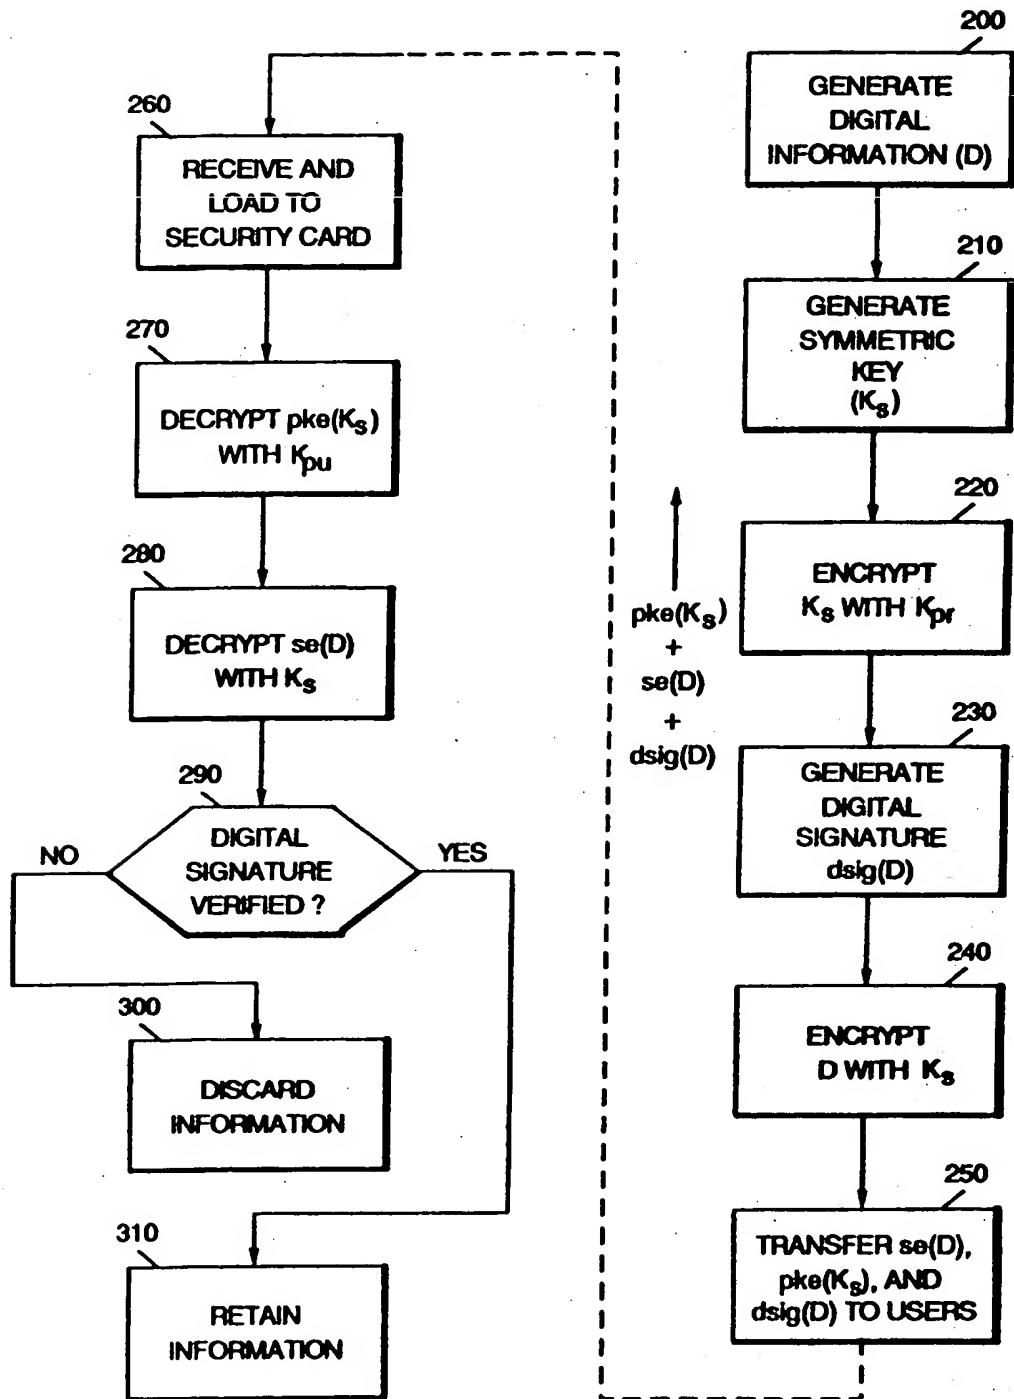 200
GENERATE
DIGITAL
INFORMATION (D)
210
GENERATE
SYMMETRIC
KEY
(Ks)
220
ENCRYPT
Ks WITH Kpr
230
GENERATE
DIGITAL
SIGNATURE
dsig(D)
240
ENCRYPT
D WITH Ks
250
TRANSFER se(D),
pke(Ks), AND
dsig(D) TO USERS
pke(Ks)
+
se(D)
+
dsig(D)
260
RECEIVE AND
LOAD TO
SECURITY CARD
270
DECRYPT pke(Ks)
WITH Kpu
280
DECRYPT se(D)
WITH Ks
290
DIGITAL
SIGNATURE
VERIFIED ?
NO
YES
300
DISCARD
INFORMATION
310
RETAIN
INFORMATION